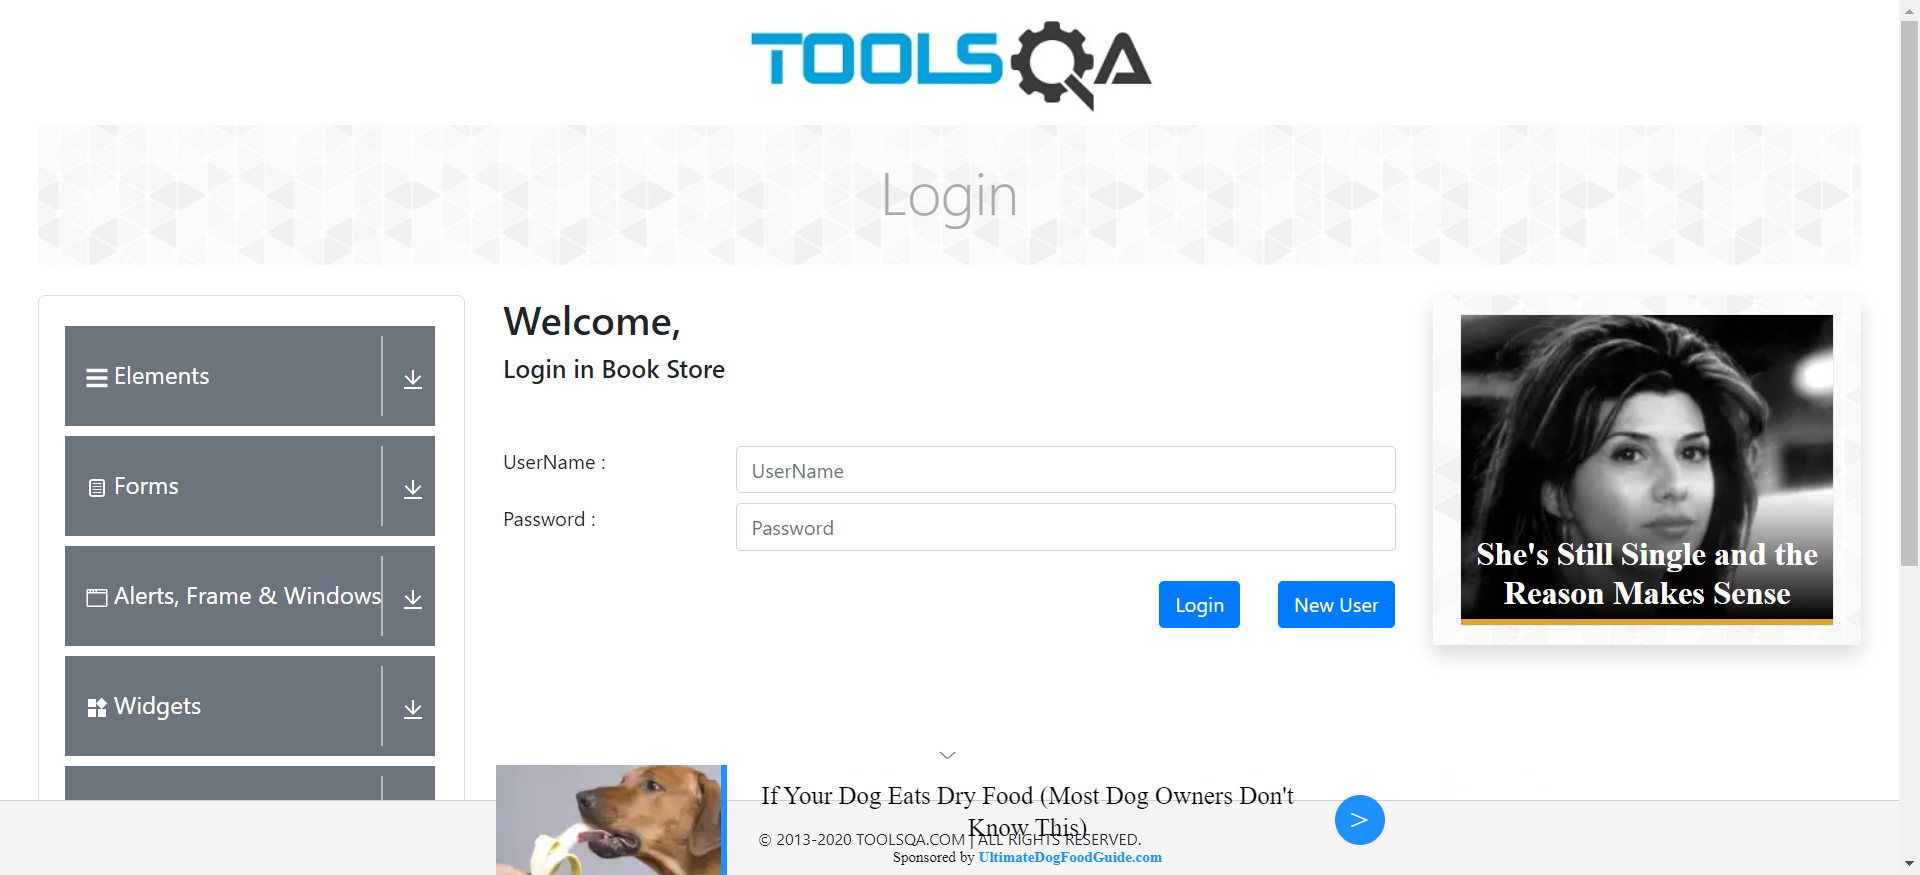 TOOLSQA
Login
Elements
Forms
Alerts, Frame & Windows
Widgets
Welcome,
Login in Book Store
UserName :
UserName
Password :
Password
Login
New User
She's Still Single and the
Reason Makes Sense
If Your Dog Eats Dry Food (Most Dog Owners Don't
Know This)
© 2013-2020 TOOLSQA.COM | ALL RIGHTS RESERVED.
Sponsored by UltimateDogFoodGuide.com
>